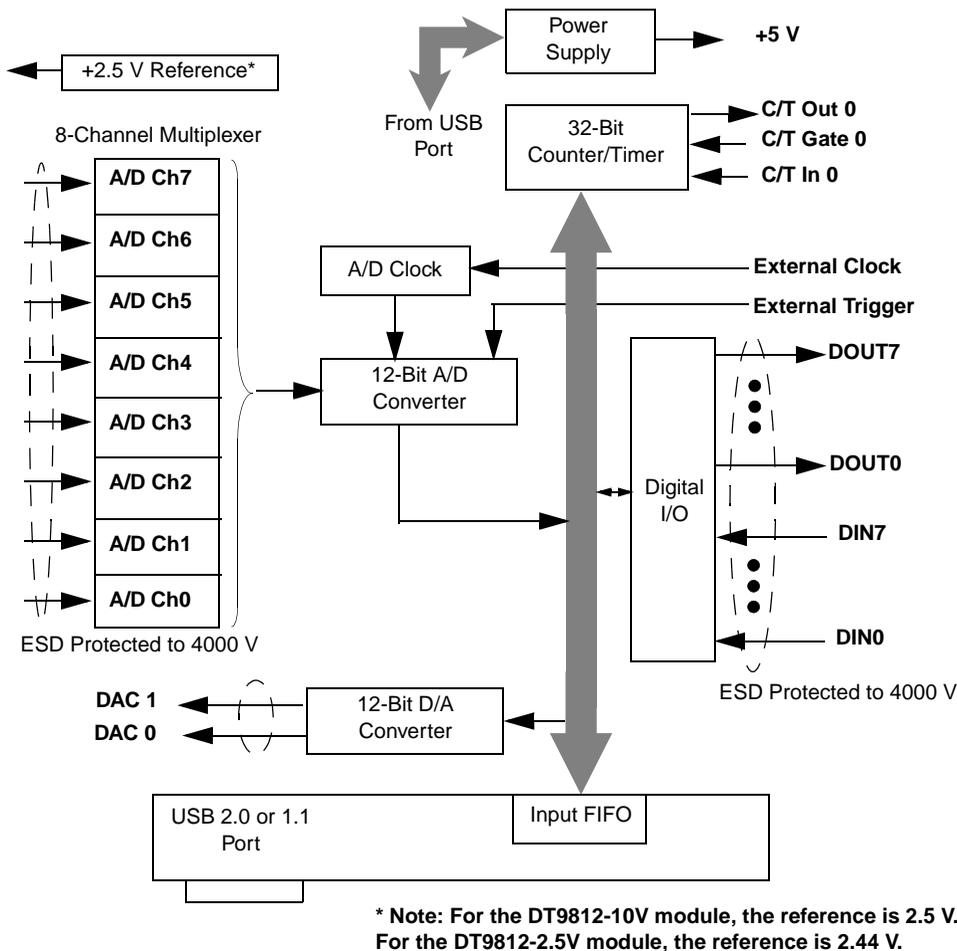 Power
Supply
+5 V
+2.5 V Reference*
From USB
Port
32-Bit
Counter/Timer
C/T Out 0
C/T Gate 0
C/T In 0
8-Channel Multiplexer
A/D Ch7
A/D Ch6
A/D Ch5
A/D Ch4
A/D Ch3
A/D Ch2
A/D Ch1
A/D Ch0
ESD Protected to 4000 V
A/D Clock
External Clock
External Trigger
12-Bit A/D
Converter
Digital
I/O
DOUT7
DOUT0
DIN7
DIN0
ESD Protected to 4000 V
DAC 1
DAC 0
12-Bit D/A
Converter
USB 2.0 or 1.1
Port
Input FIFO
* Note: For the DT9812-10V module, the reference is 2.5 V.
For the DT9812-2.5V module, the reference is 2.44 V.